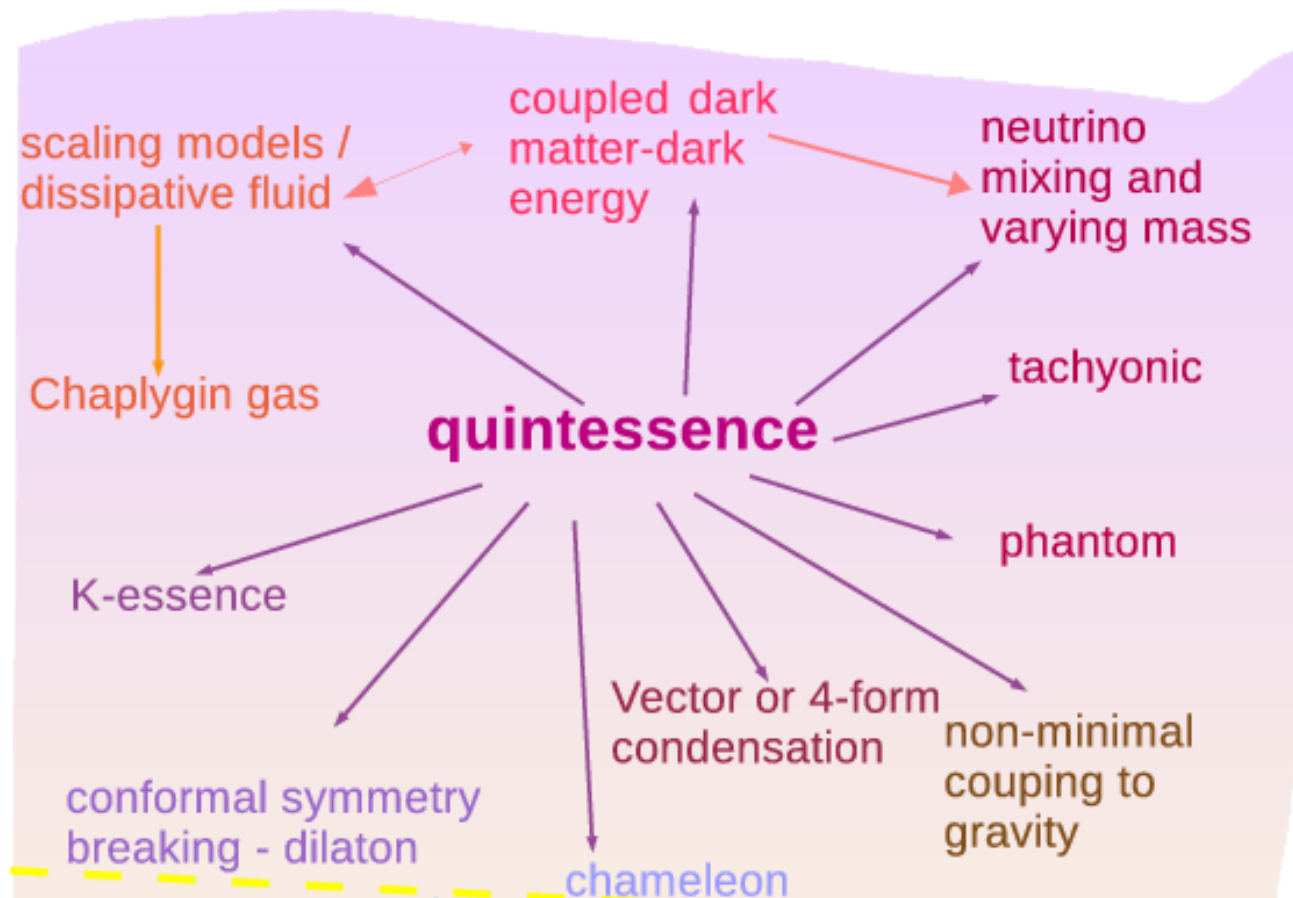 coupled dark
matter-dark
energy
scaling models /
dissipative fluid
neutrino
mixing and
varying mass
tachyonic
Chaplygin gas
quintessence
phantom
K-essence
Vector or 4-form
condensation
non-minimal
couping to
gravity
conformal symmetry
breaking - dilaton
chameleon